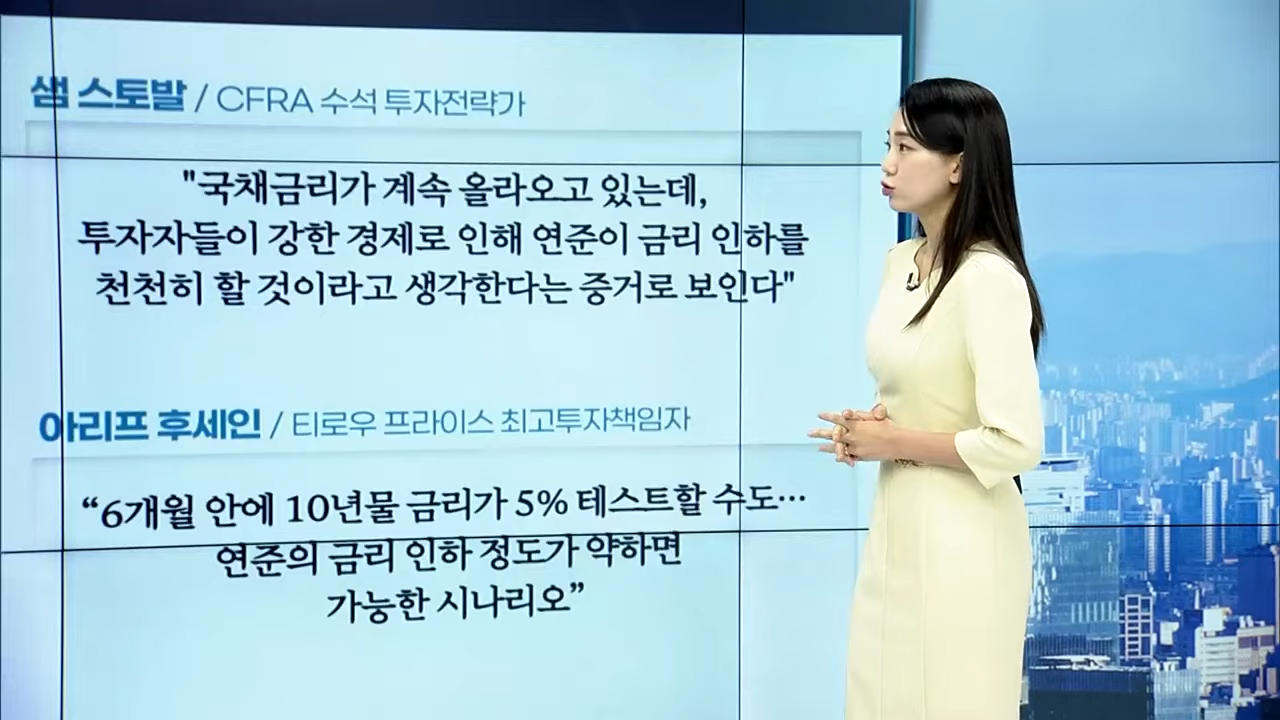 샘 스토발 / CFRA 수석 투자전략가
"국채금리가 계속 올라오고 있는데,
투자자들이 강한 경제로 인해 연준이 금리 인하를
천천히 할 것이라고 생각한다는 증거로 보인다"
아리프 후세인 / 티로우 프라이스 최고투자책임자
“6개월 안에 10년물 금리가 5% 테스트할 수도…
연준의 금리 인하 정도가 약하면
가능한 시나리오”